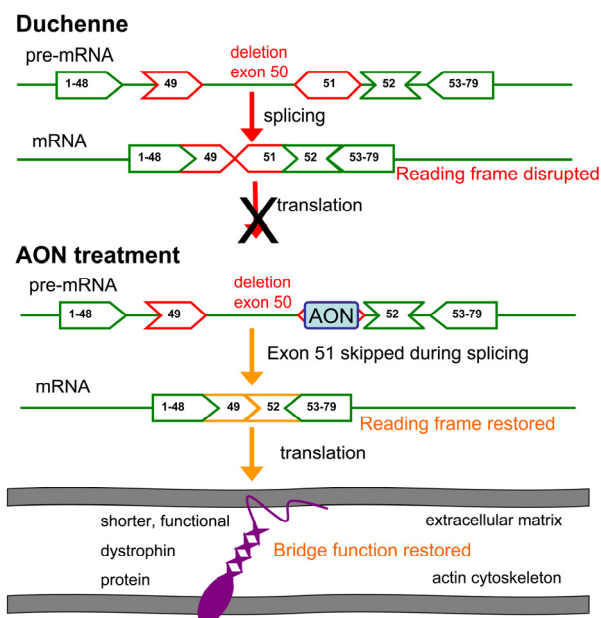 Duchenne
pre-mRNA
deletion
exon 50
1-48
49
51
52
53-79
splicing
mRNA
1-48
49
51
52
53-79
Reading frame disrupted
X
translation
AON treatment
pre-mRNA
deletion
exon 50
1-48
49
AON
52
53-79
Exon 51 skipped during splicing
mRNA
1-48
49
52
53-79
Reading frame restored
translation
shorter, functional
extracellular matrix
dystrophin
Bridge function restored
protein
actin cytoskeleton